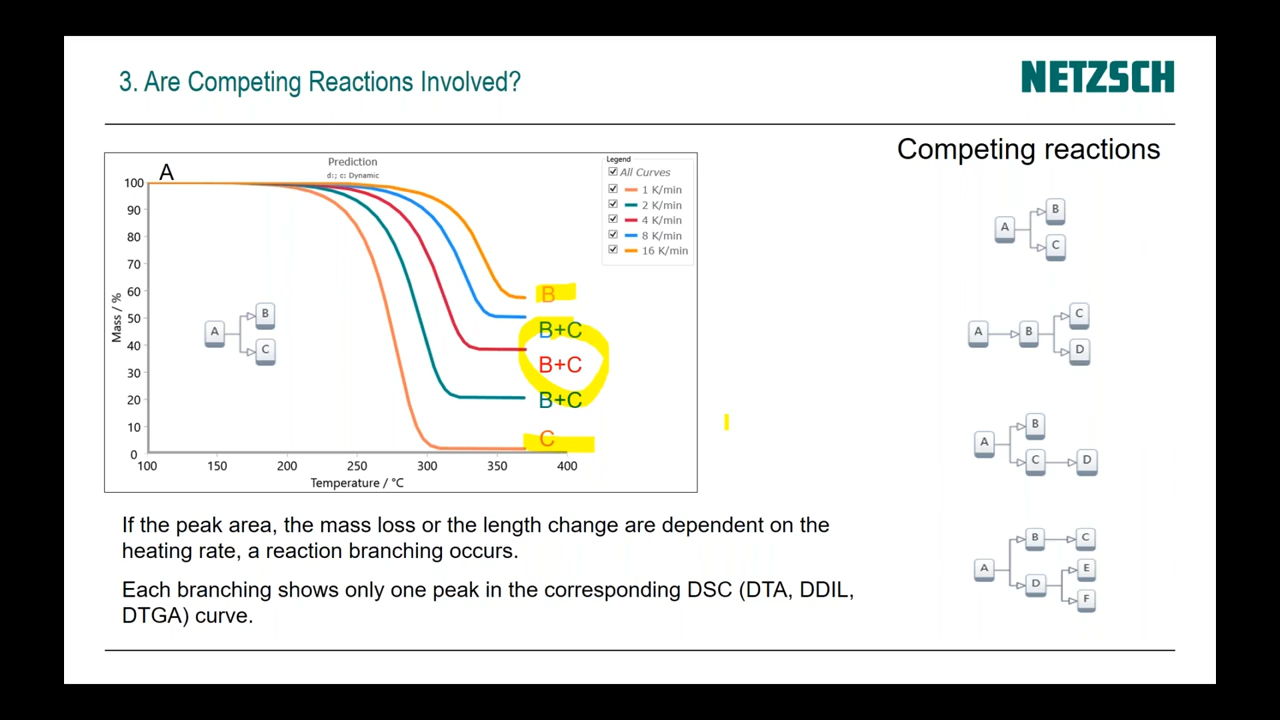 3. Are Competing Reactions Involved?
NETZSCH
Competing reactions
A
Prediction
d:; c: Dynamic
Legend
All Curves
1 K/min
2 K/min
4 K/min
8 K/min
16 K/min
Mass / %
100
90
80
70
60
50
40
30
20
10
0
100 150 200 250 300 350 400
Temperature / °C
A
B
C
B
B+C
B+C
B+C
C
A
B
C
A
B
C
D
A
B
C
D
A
B
C
D
E
F
If the peak area, the mass loss or the length change are dependent on the
heating rate, a reaction branching occurs.
Each branching shows only one peak in the corresponding DSC (DTA, DDIL,
DTGA) curve.